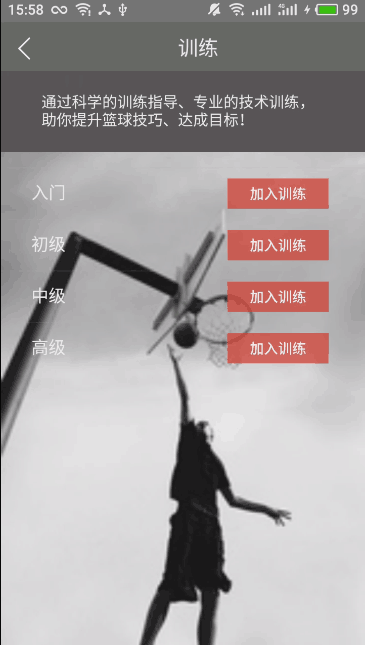 15:58 99
训练
通过科学的训练指导、专业的技术训练，
助你提升篮球技巧、达成目标！
入门 加入训练
初级 加入训练
中级 加入训练
高级 加入训练